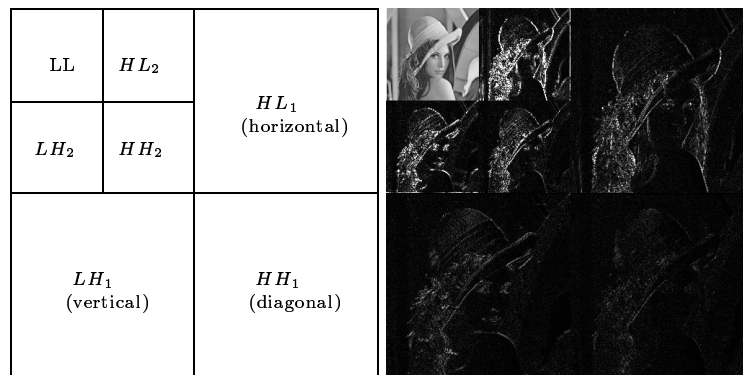 LL
HL₂
HL₁
(horizontal)
LH₂
HH₂
LH₁
(vertical)
HH₁
(diagonal)